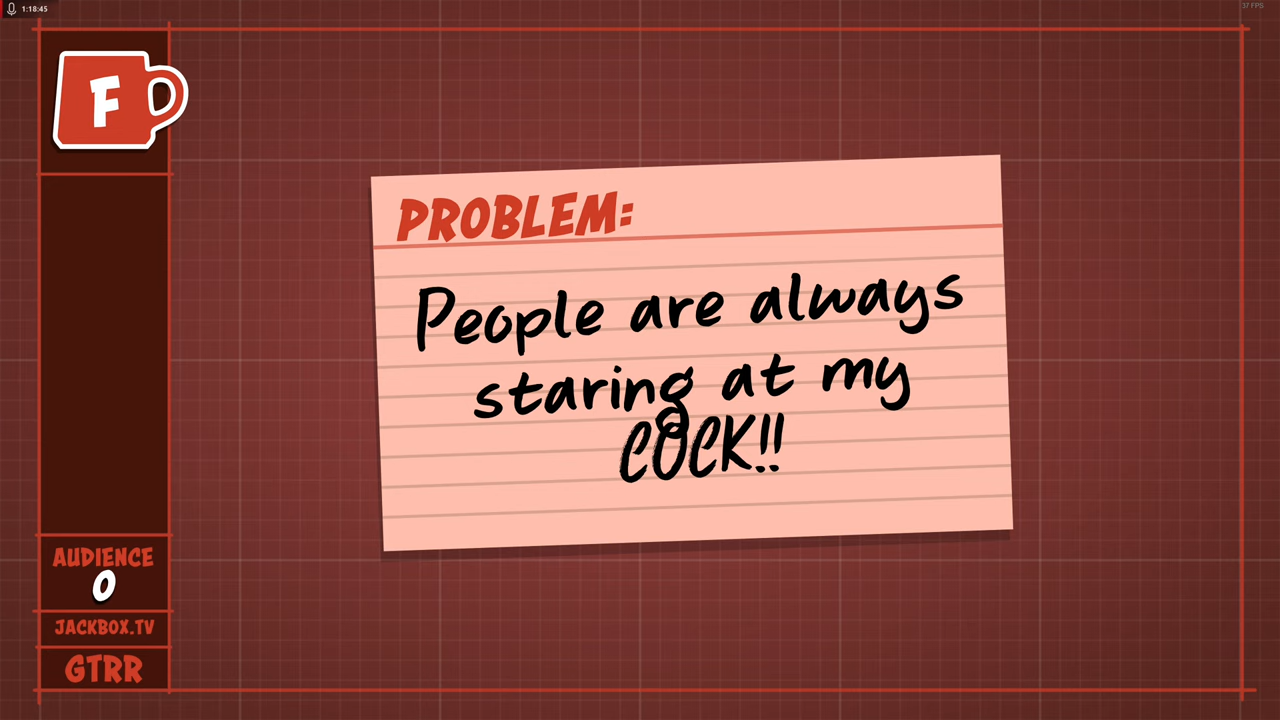 1:18:45
37 FPS
F
PROBLEM:
People are always
staring at my
COCK!!
AUDIENCE
0
JACKBOX.TV
GTRR